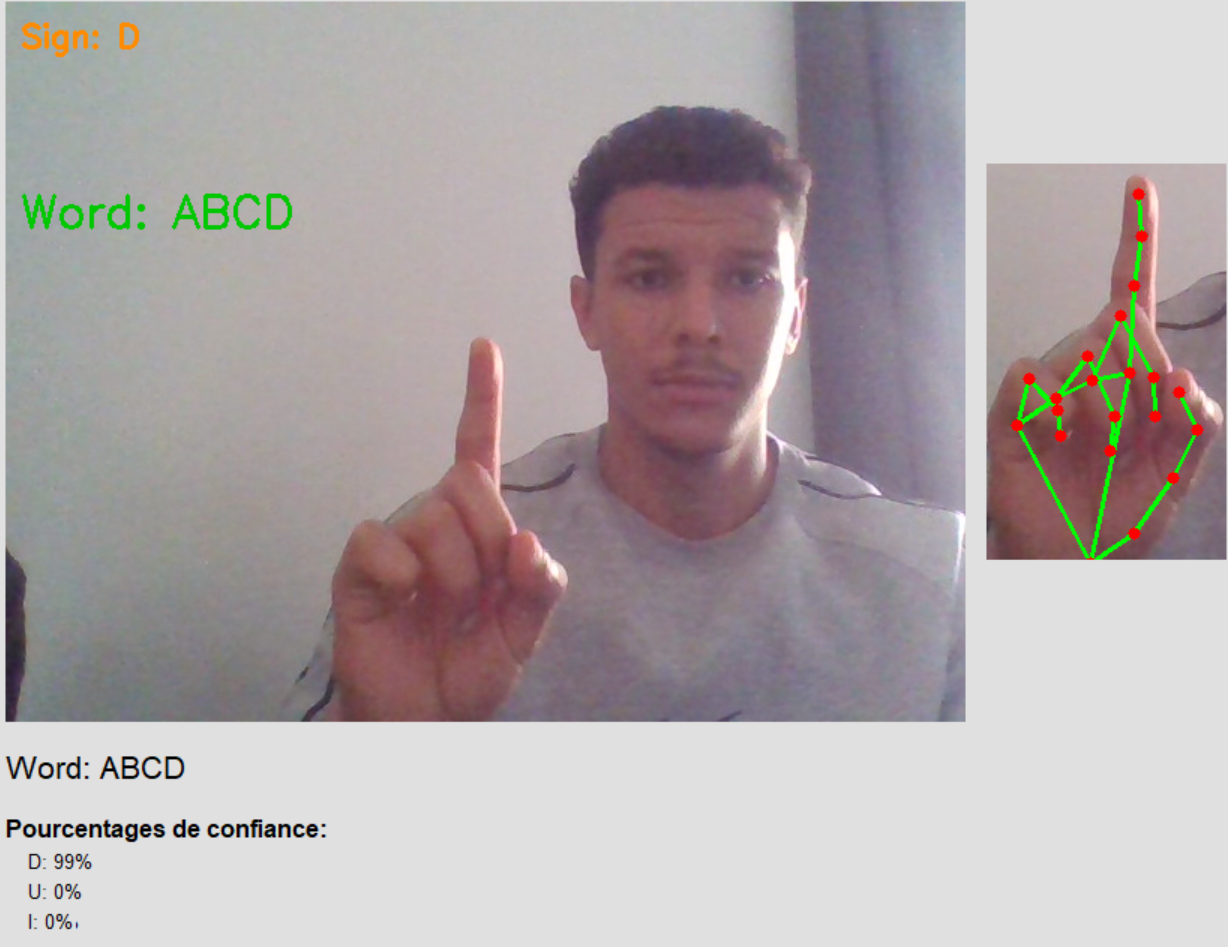 Sign: D
Word: ABCD
Word: ABCD
Pourcentages de confiance:
D: 99%
U: 0%
I: 0%